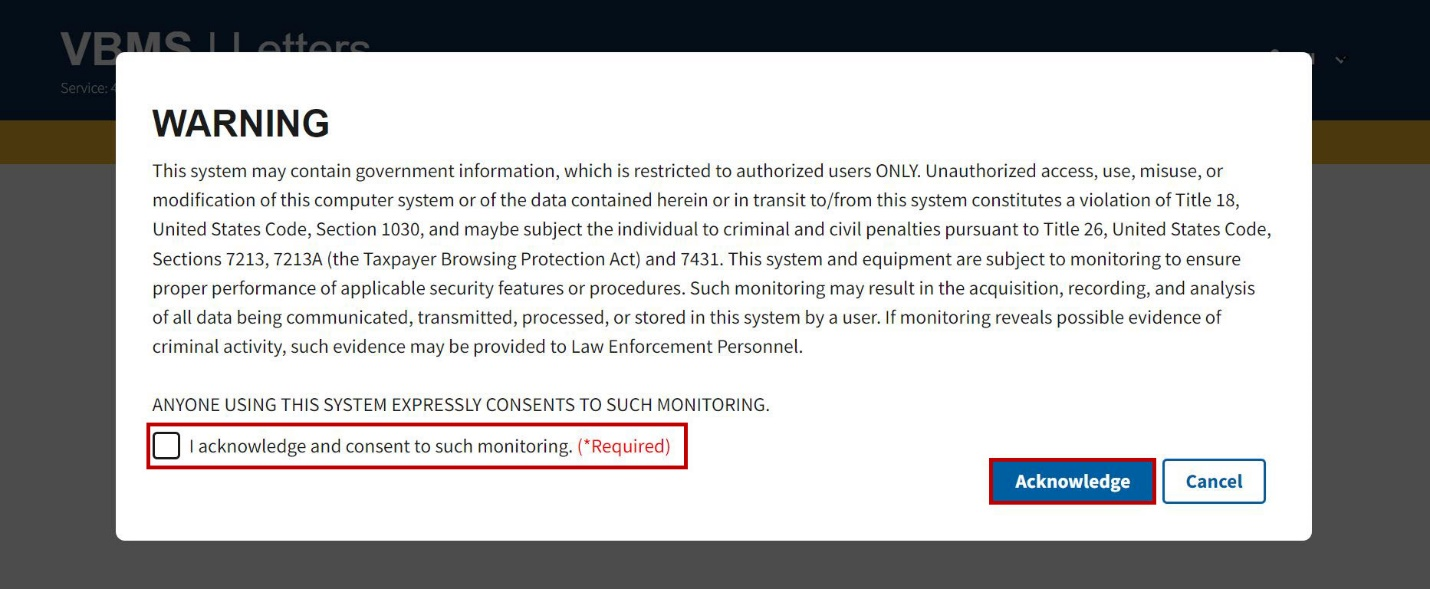 VBMS | Letters
Service: 4
WARNING
This system may contain government information, which is restricted to authorized users ONLY. Unauthorized access, use, misuse, or
modification of this computer system or of the data contained herein or in transit to/from this system constitutes a violation of Title 18,
United States Code, Section 1030, and maybe subject the individual to criminal and civil penalties pursuant to Title 26, United States Code,
Sections 7213, 7213A (the Taxpayer Browsing Protection Act) and 7431. This system and equipment are subject to monitoring to ensure
proper performance of applicable security features or procedures. Such monitoring may result in the acquisition, recording, and analysis
of all data being communicated, transmitted, processed, or stored in this system by a user. If monitoring reveals possible evidence of
criminal activity, such evidence may be provided to Law Enforcement Personnel.
ANYONE USING THIS SYSTEM EXPRESSLY CONSENTS TO SUCH MONITORING.
I acknowledge and consent to such monitoring. (*Required)
Acknowledge
Cancel